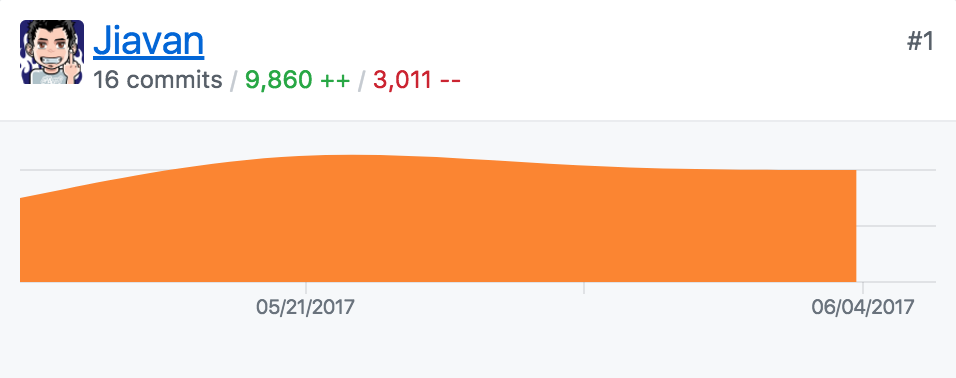 Jiavan
#1
16 commits / 9,860 ++ / 3,011 --
05/21/2017
06/04/2017